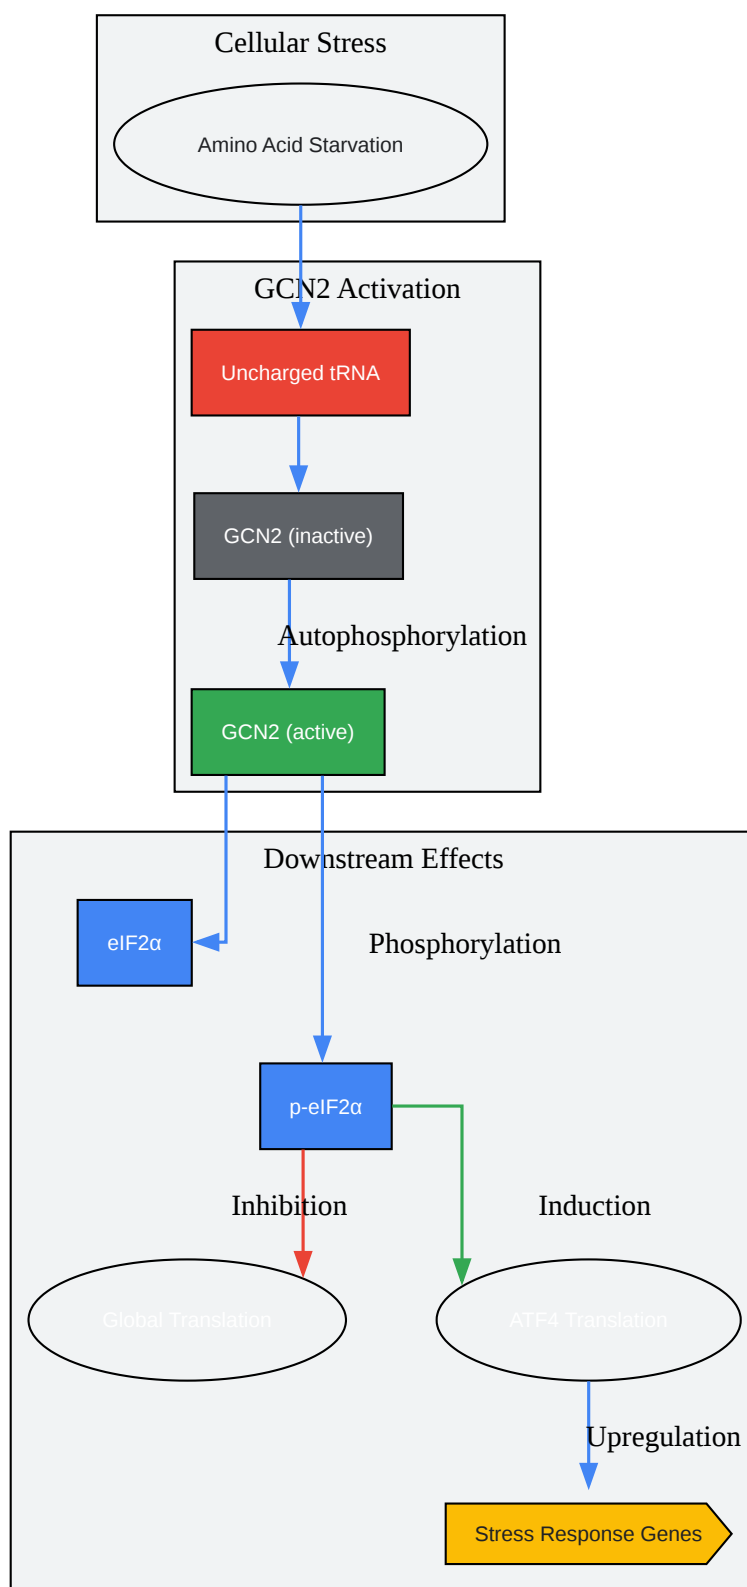 Cellular Stress
Amino Acid Starvation
GCN2 Activation
Uncharged tRNA
GCN2 (inactive)
Autophosphorylation
GCN2 (active)
Downstream Effects
eIF2α
Phosphorylation
p-eIF2α
Inhibition
Induction
Global Translation
ATF4 Translation
Upregulation
Stress Response Genes